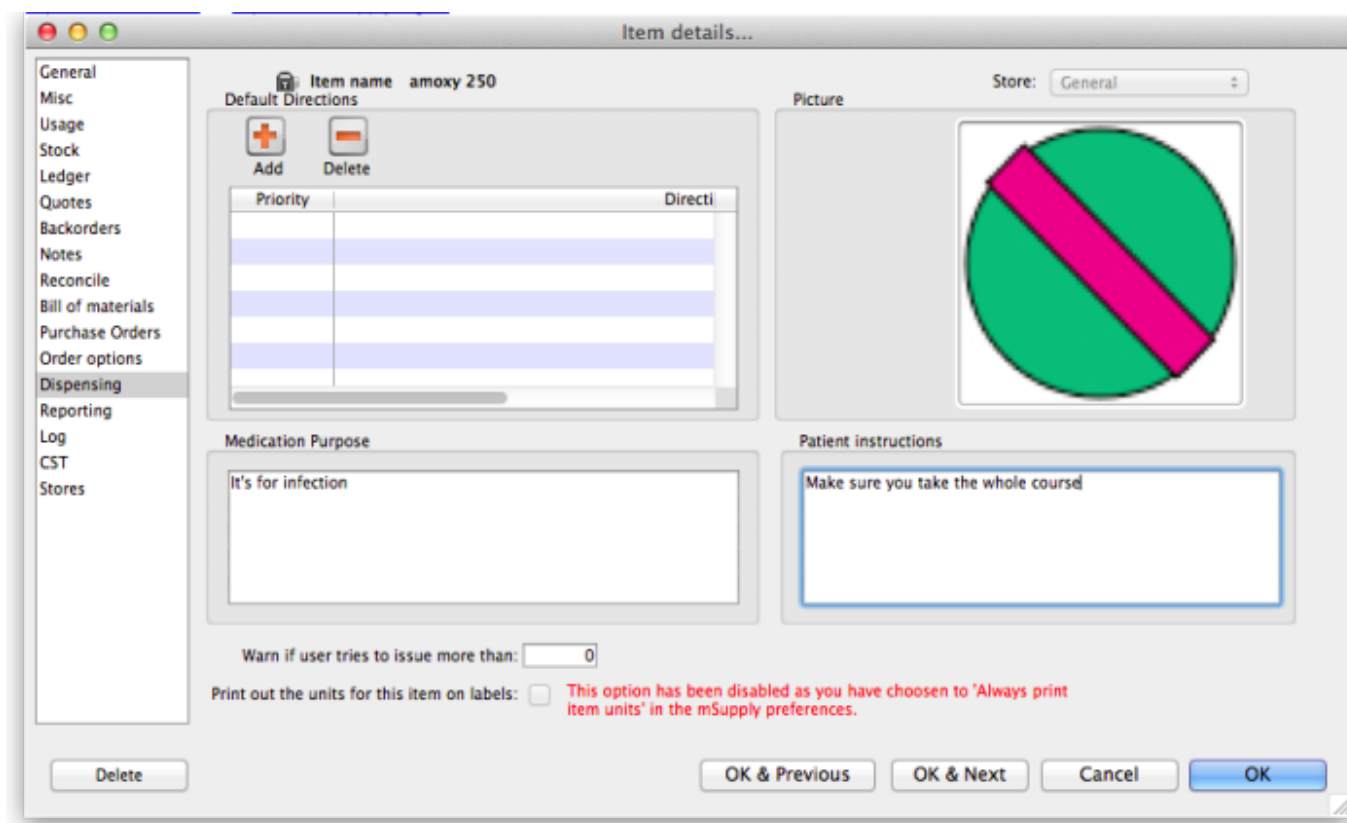 Item details...
General
Misc
Usage
Stock
Ledger
Quotes
Backorders
Notes
Reconcile
Bill of materials
Purchase Orders
Order options
Dispensing
Reporting
Log
CST
Stores
Item name amoxy 250
Store: General
Default Directions
Picture
Add Delete
Priority Directi
Medication Purpose
It's for infection
Patient instructions
Make sure you take the whole course
Warn if user tries to issue more than: 0
Print out the units for this item on labels:
This option has been disabled as you have choosen to 'Always print
item units' in the mSupply preferences.
Delete
OK & Previous
OK & Next
Cancel
OK